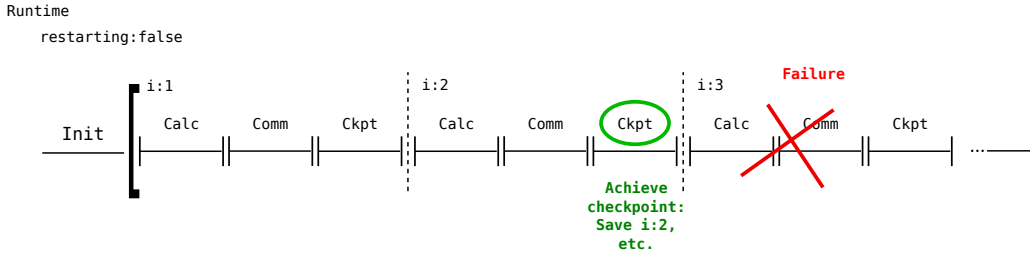 Runtime
restarting:false
Failure
i:1
i:2
i:3
Init
Calc
Comm
Ckpt
Calc
Comm
Ckpt
Calc
Comm
Ckpt
...
Achieve
checkpoint:
Save i:2,
etc.